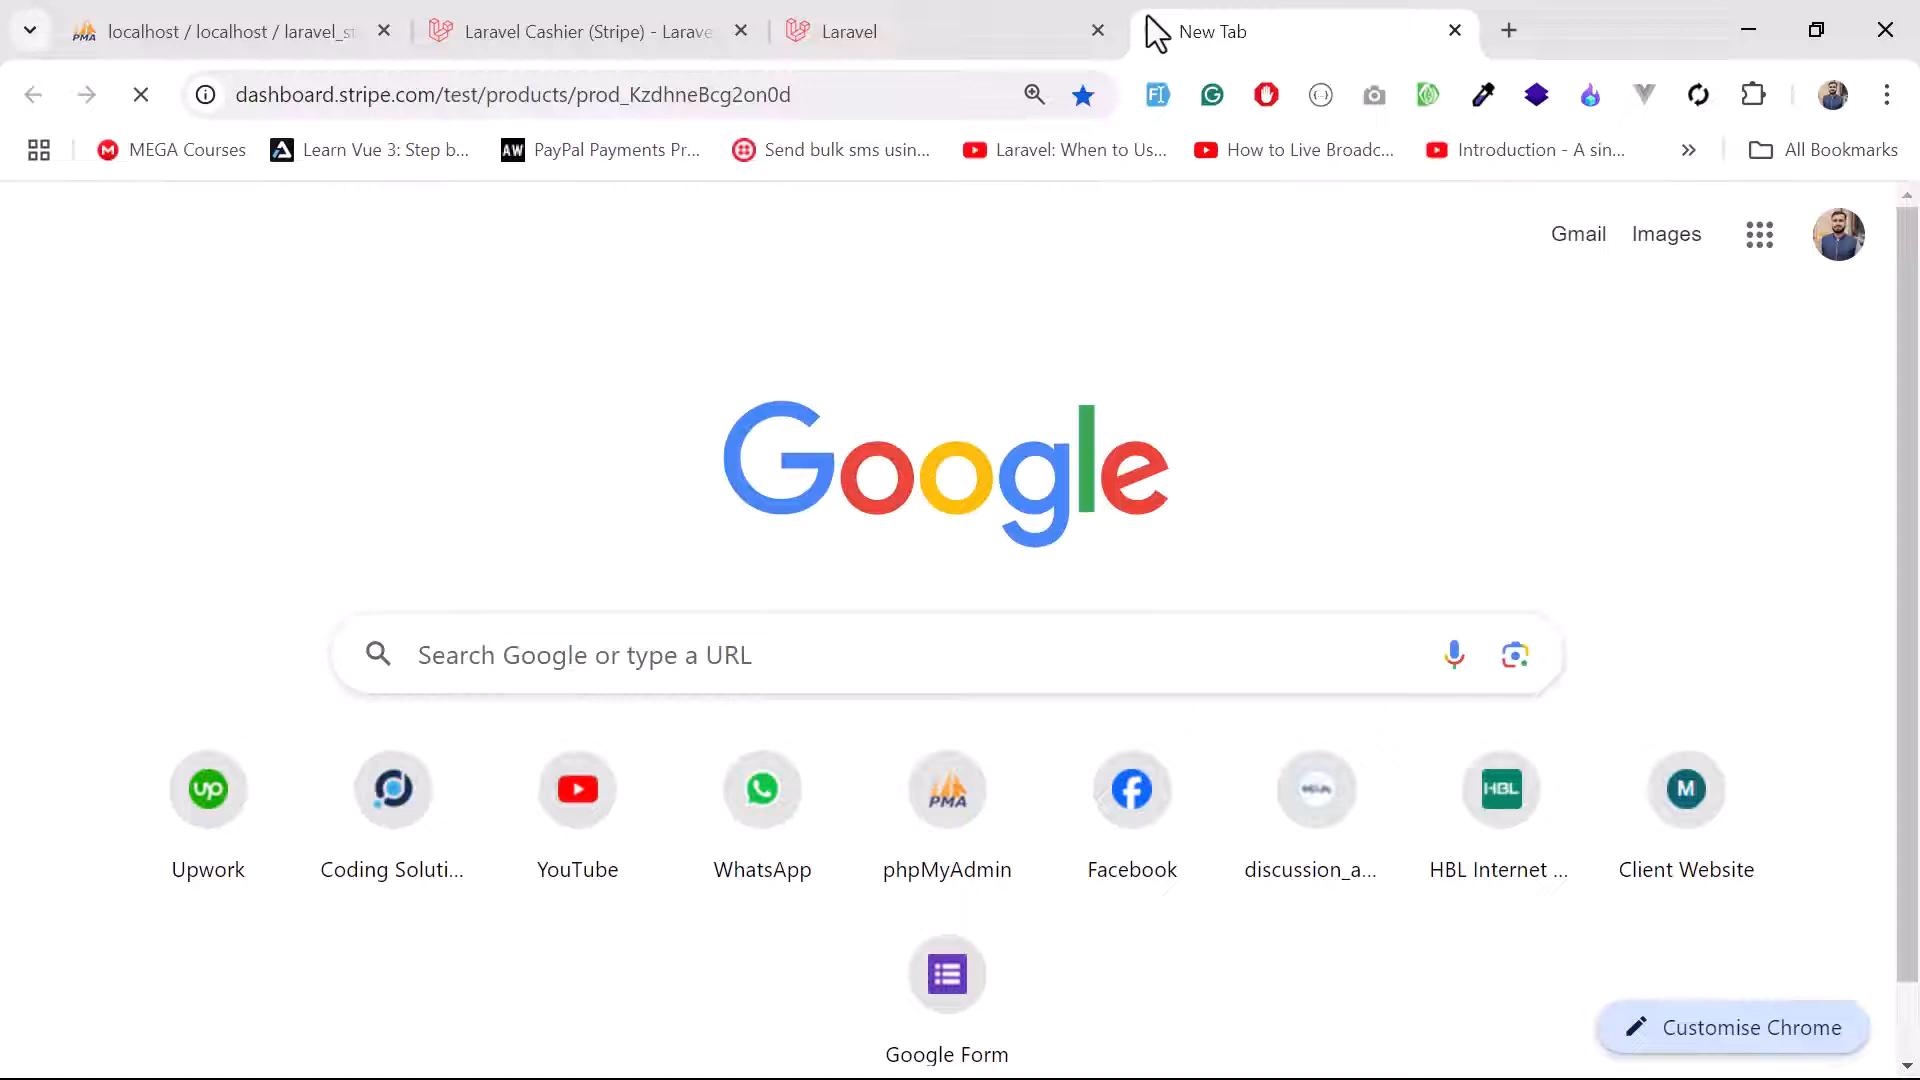 localhost / localhost / laravel_st
Laravel Cashier (Stripe) - Larave
Laravel
New Tab
dashboard.stripe.com/test/products/prod_KzdhneBcg2on0d
MEGA Courses
Learn Vue 3: Step b...
AW
PayPal Payments Pr...
Send bulk sms usin...
Laravel: When to Us...
How to Live Broadc...
Introduction - A sin...
All Bookmarks
Gmail
Images
Google
Search Google or type a URL
Upwork
Coding Soluti...
YouTube
WhatsApp
phpMyAdmin
Facebook
discussion_a...
HBL Internet ...
Client Website
Google Form
Customise Chrome